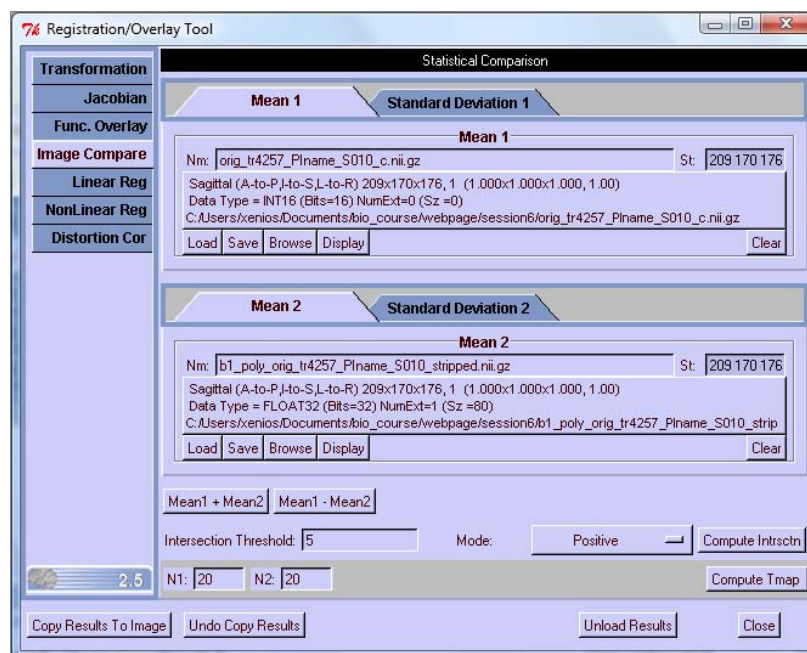 Registration/Overlay Tool
Transformation
Jacobian
Func. Overlay
Image Compare
Linear Reg
NonLinear Reg
Distortion Cor
2.5
Statistical Comparison
Mean 1
Standard Deviation 1
Mean 1
Nm: orig_tr4257_PIname_S010_c.nii.gz St: 209 170 176
Sagittal (A-to-P,I-to-S,L-to-R) 209x170x176, 1 (1.000x1.000x1.000, 1.00)
Data Type = INT16 (Bits=16) NumExt=0 (Sz =0)
C:/Users/xenios/Documents/bio_course/webpage/session6/orig_tr4257_PIname_S010_c.nii.gz
Load Save Browse Display Clear
Mean 2
Standard Deviation 2
Mean 2
Nm: b1_poly_orig_tr4257_PIname_S010_stripped.nii.gz St: 209 170 176
Sagittal (A-to-P,I-to-S,L-to-R) 209x170x176, 1 (1.000x1.000x1.000, 1.00)
Data Type = FLOAT32 (Bits=32) NumExt=1 (Sz =80)
C:/Users/xenios/Documents/bio_course/webpage/session6/b1_poly_orig_tr4257_PIname_S010_strip
Load Save Browse Display Clear
Mean1 + Mean2 Mean1 - Mean2
Intersection Threshold: 5 Mode: Positive Compute Intrsctn
N1: 20 N2: 20 Compute Tmap
Copy Results To Image Undo Copy Results Unload Results Close